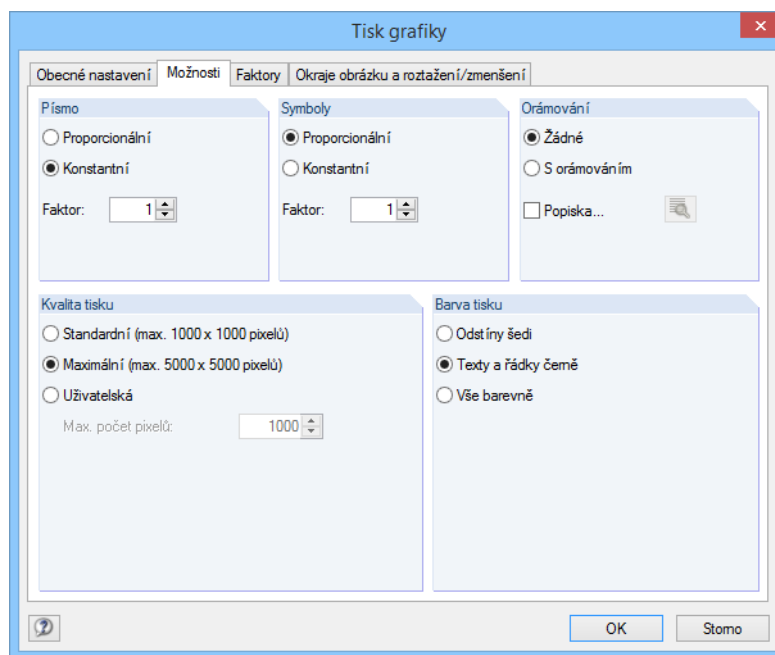 Tisk grafiky
Obecné nastavení Možnosti Faktory Okraje obrázku a roztažení/zmenšení
Písmo
Proporcionální
Konstantní
Faktor: 1
Symboly
Proporcionální
Konstantní
Faktor: 1
Orámování
Žádné
S orámováním
Popiska...
Kvalita tisku
Standardní (max. 1000 x 1000 pixelů)
Maximální (max. 5000 x 5000 pixelů)
Uživatelská
Max. počet pixelů: 1000
Barva tisku
Odstíny šedi
Texty a řádky černě
Vše barevně
OK Storno